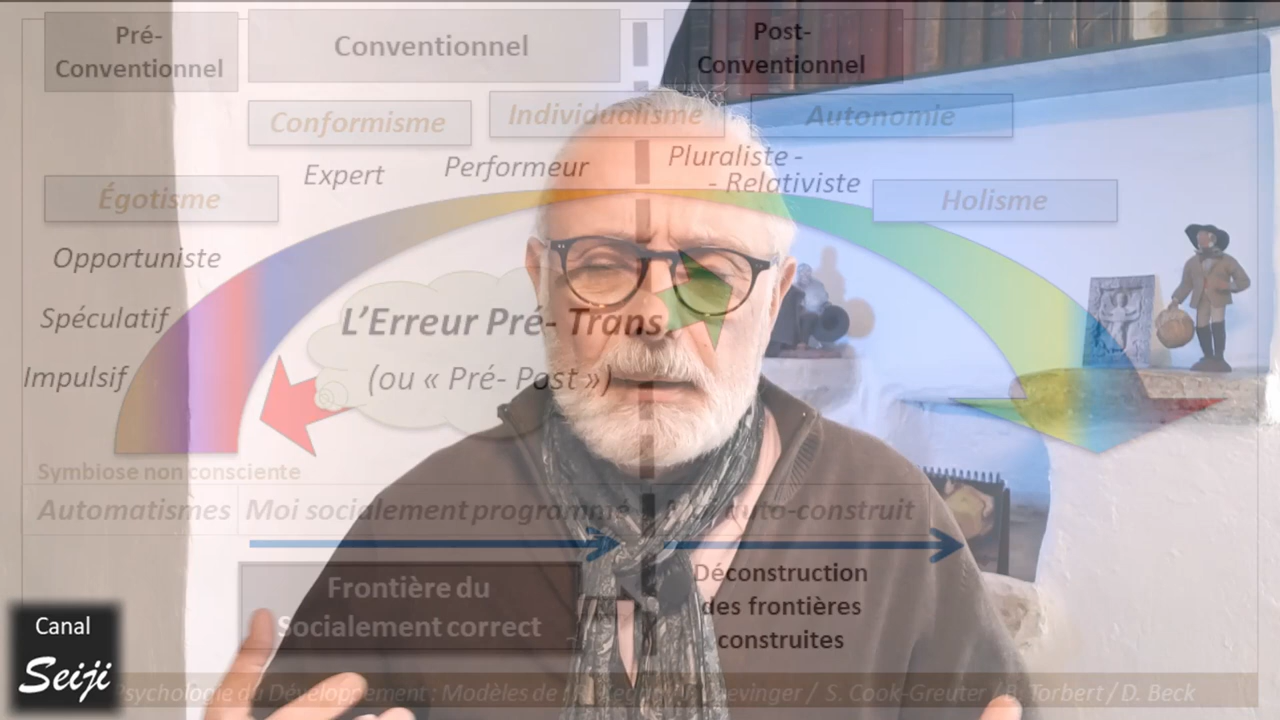 Pré-
Conventionnel
Conventionnel
Post-
Conventionnel
Conformisme
Individualisme
Autonomie
Expert
Performeur
Pluraliste -
- Relativiste
Égotisme
Holisme
Opportuniste
Spéculatif
Impulsif
L'Erreur Pré- Trans
(ou « Pré- Post »)
Symbiose non consciente
Automatismes
Moi socialement programmé
auto-construit
Frontière du
Socialement correct
Déconstruction
des frontières
construites
Canal
Seiji
Psychologie du Développement : Modèles de : / S. Cook-Greuter / B. Torbert / D. Beck